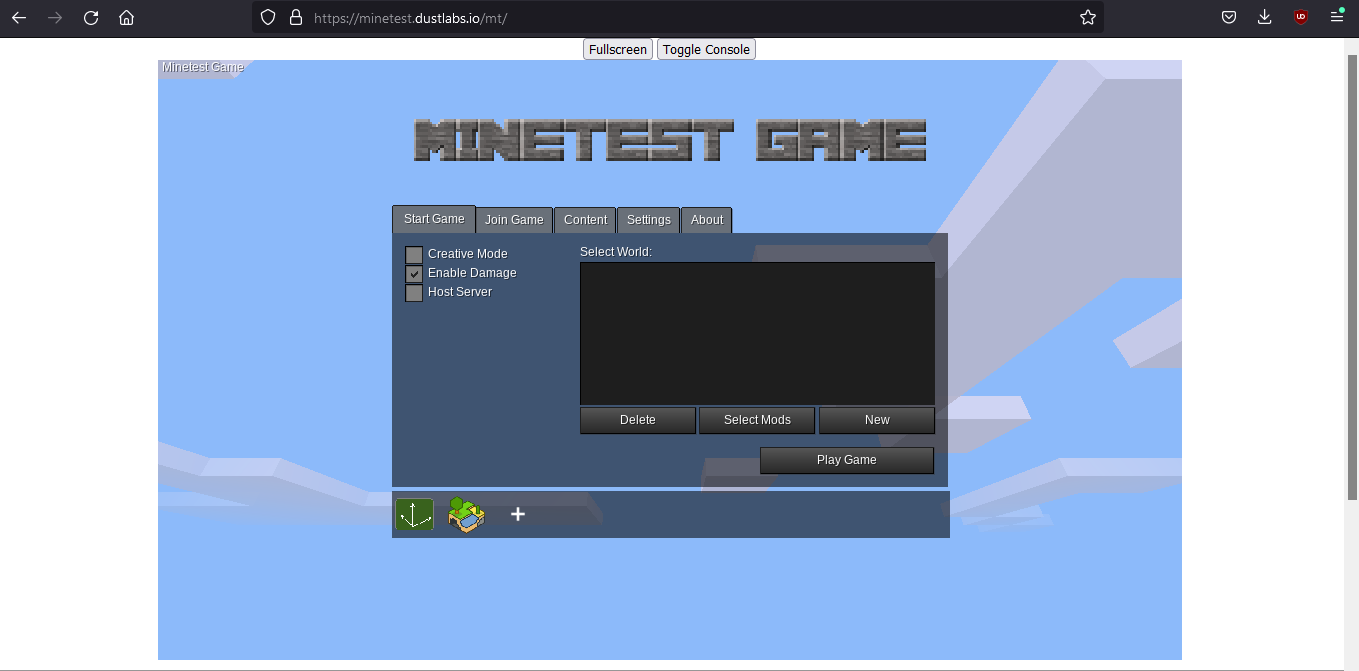 https://minetest.dustlabs.io/mt/
Fullscreen Toggle Console
Minetest Game
MINETEST GAME
Start Game Join Game Content Settings About
Creative Mode
Enable Damage
Host Server
Select World:
Delete Select Mods New
Play Game